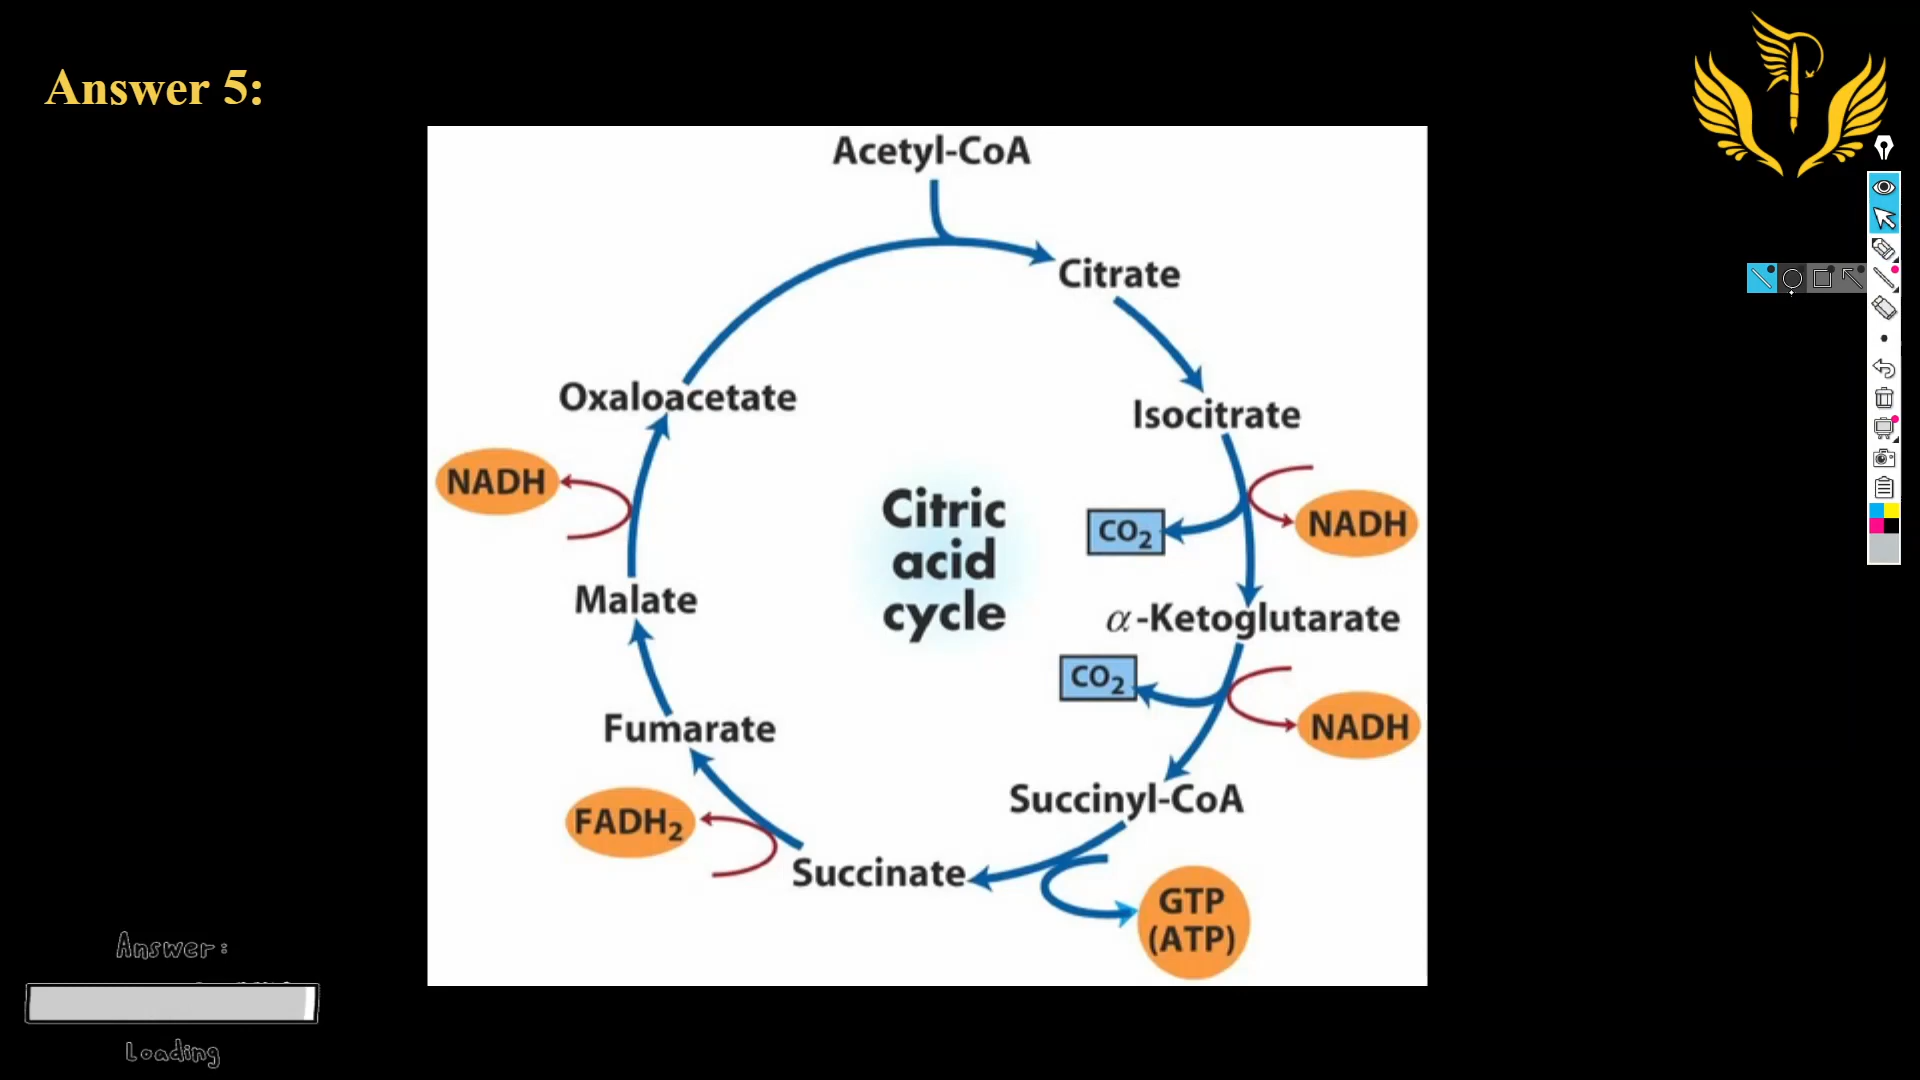 Answer 5:
Acetyl-CoA
Citrate
Oxaloacetate
Isocitrate
NADH
Citric
acid
cycle
CO₂
NADH
Malate
α-Ketoglutarate
CO₂
Fumarate
NADH
Succinyl-CoA
FADH₂
Succinate
GTP
(ATP)
Answer:
Loading